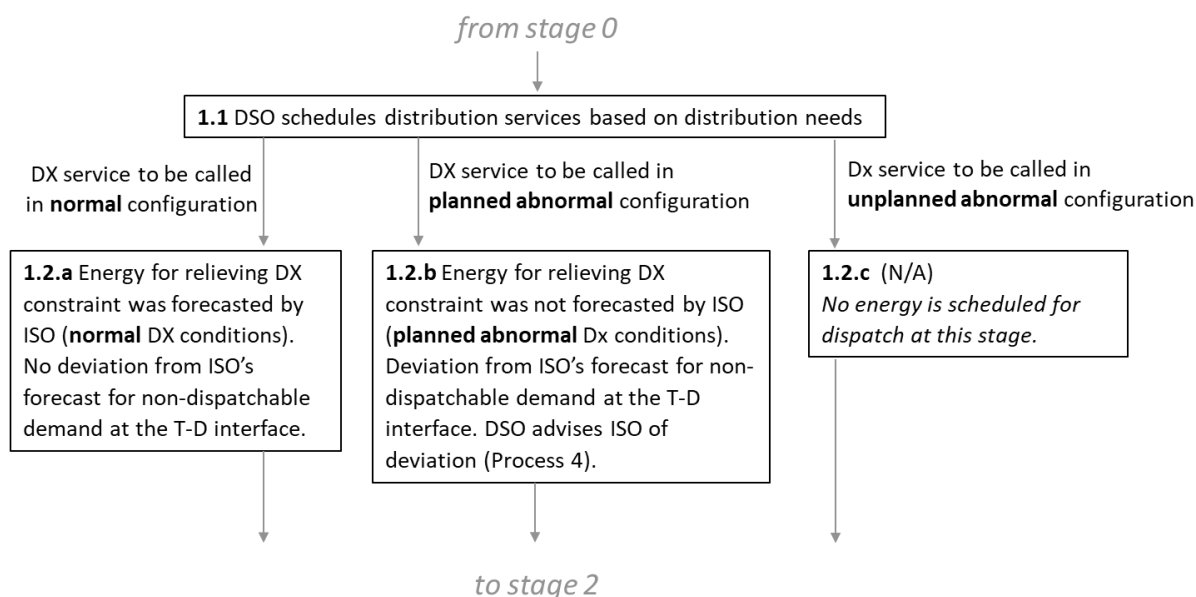 from stage 0
1.1 DSO schedules distribution services based on distribution needs
DX service to be called
in normal configuration
DX service to be called in
planned abnormal configuration
Dx service to be called in
unplanned abnormal configuration
1.2.a Energy for relieving DX
constraint was forecasted by
ISO (normal DX conditions).
No deviation from ISO’s
forecast for non-dispatchable
demand at the T-D interface.
1.2.b Energy for relieving DX
constraint was not forecasted by ISO
(planned abnormal Dx conditions).
Deviation from ISO’s forecast for non-
dispatchable demand at the T-D
interface. DSO advises ISO of
deviation (Process 4).
1.2.c (N/A)
No energy is scheduled for
dispatch at this stage.
to stage 2